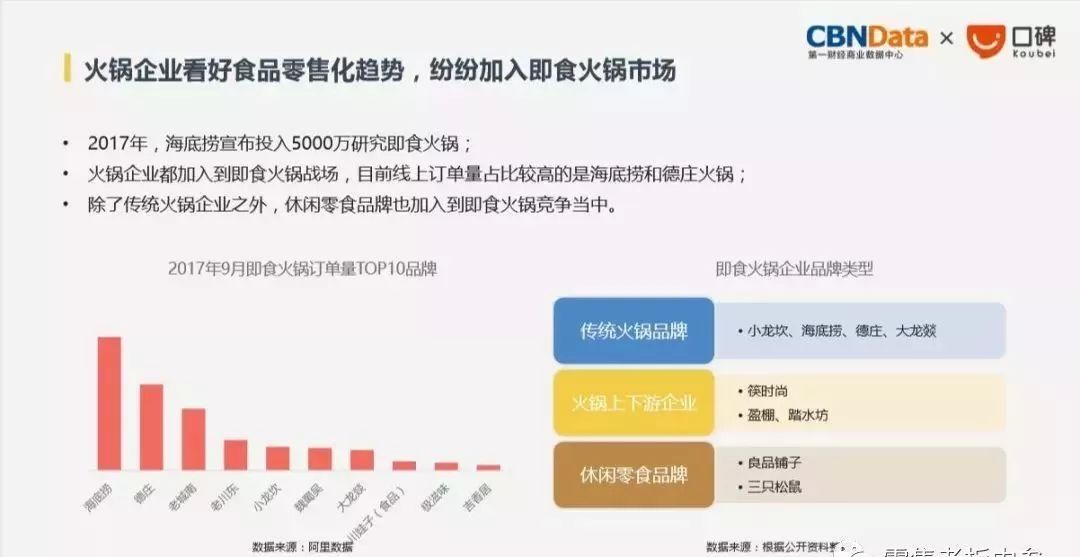 CBNData
第一财经商业数据中心
×
口碑
Koubei
火锅企业看好食品零售化趋势，纷纷加入即食火锅市场
• 2017年，海底捞宣布投入5000万研究即食火锅；
• 火锅企业都加入到即食火锅战场，目前线上订单量占比较高的是海底捞和德庄火锅；
• 除了传统火锅企业之外，休闲零食品牌也加入到即食火锅竞争当中。
2017年9月即食火锅订单量TOP10品牌
海底捞
德庄
老城南
老川东
小龙坎
大龙燚
川娃子（食品）
极滋味
吉香居
数据来源：阿里数据
即食火锅企业品牌类型
传统火锅品牌
• 小龙坎、海底捞、德庄、大龙燚
火锅上下游企业
• 筷时尚
• 盈棚、踏水坊
休闲零食品牌
• 良品铺子
• 三只松鼠
数据来源：根据公开资料整